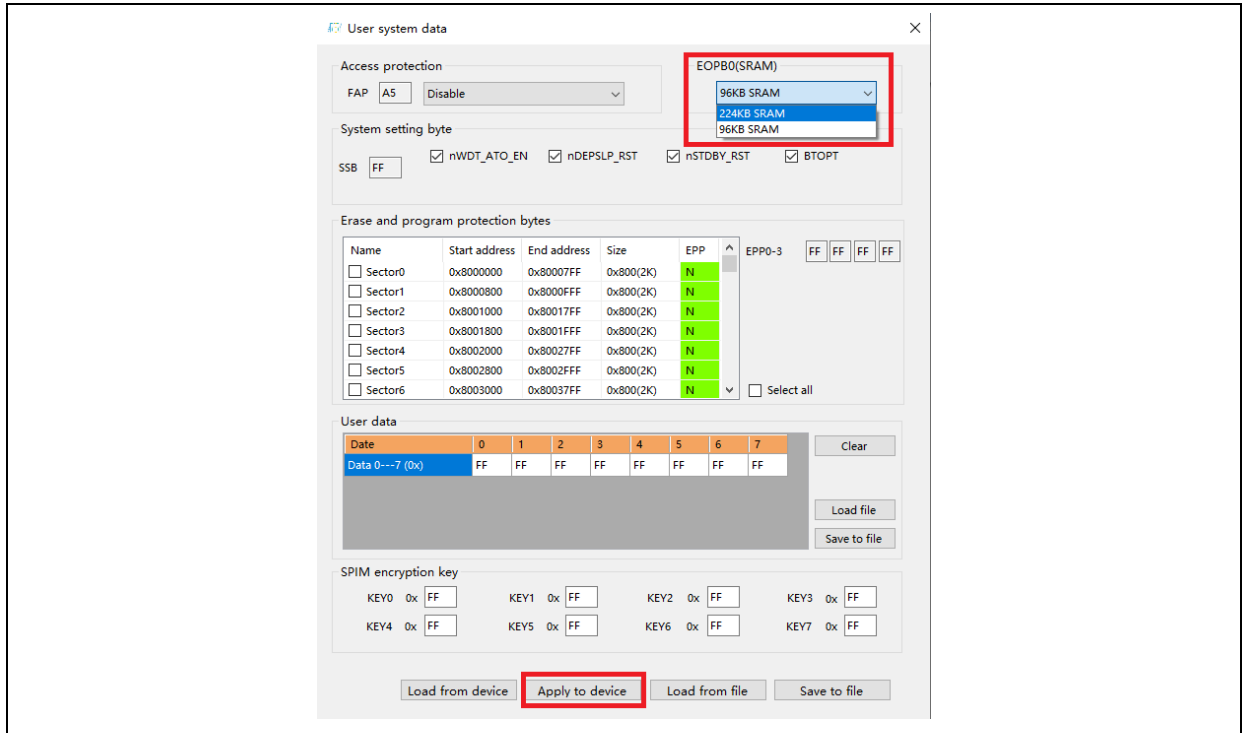 User system data
Access protection
EOPB0(SRAM)
FAP A5 Disable
96KB SRAM
224KB SRAM
96KB SRAM
System setting byte
SSB FF nWDT_ATO_EN nDEPSLP_RST nSTDBY_RST BTOPT
Erase and program protection bytes
Name Start address End address Size EPP
Sector0 0x8000000 0x80007FF 0x800(2K) N
Sector1 0x8000800 0x8000FFF 0x800(2K) N
Sector2 0x8001000 0x80017FF 0x800(2K) N
Sector3 0x8001800 0x8001FFF 0x800(2K) N
Sector4 0x8002000 0x80027FF 0x800(2K) N
Sector5 0x8002800 0x8002FFF 0x800(2K) N
Sector6 0x8003000 0x80037FF 0x800(2K) N
EPP0-3 FF FF FF FF
Select all
User data
Date 0 1 2 3 4 5 6 7
Data 0---7 (0x) FF FF FF FF FF FF FF FF
Clear
Load file
Save to file
SPIM encryption key
KEY0 0x FF KEY1 0x FF KEY2 0x FF KEY3 0x FF
KEY4 0x FF KEY5 0x FF KEY6 0x FF KEY7 0x FF
Load from device Apply to device Load from file Save to file